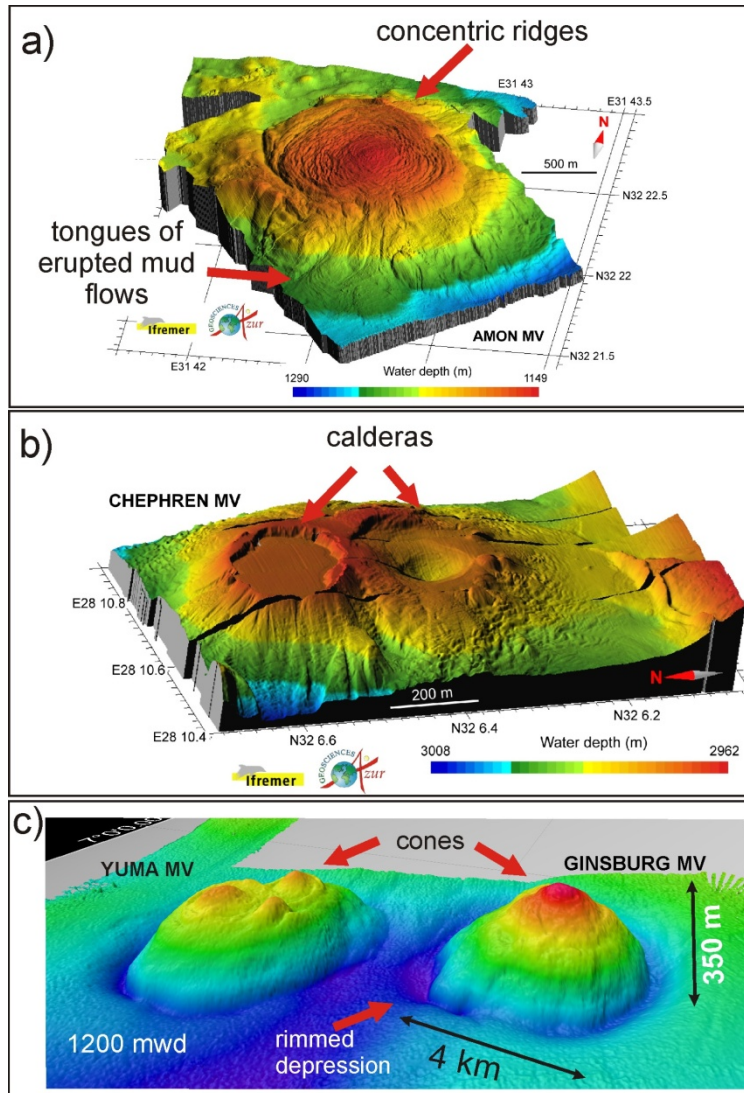 a)
concentric ridges
E31 43
E31 43.5
N
500 m
N32 22.5
tongues of
erupted mud
flows
N32 22
Ifremer
GEOSCIENCES
Azur
AMON MV
N32 21.5
E31 42
Water depth (m)
1290
1149
b)
calderas
CHEPHREN MV
E28 10.8
E28 10.6
N
200 m
N32 6.2
E28 10.4
N32 6.4
N32 6.6
Water depth (m)
Ifremer
GEOSCIENCES
Azur
3008
2962
c)
cones
YUMA MV
GINSBURG MV
350 m
1200 mwd
rimmed
depression
4 km